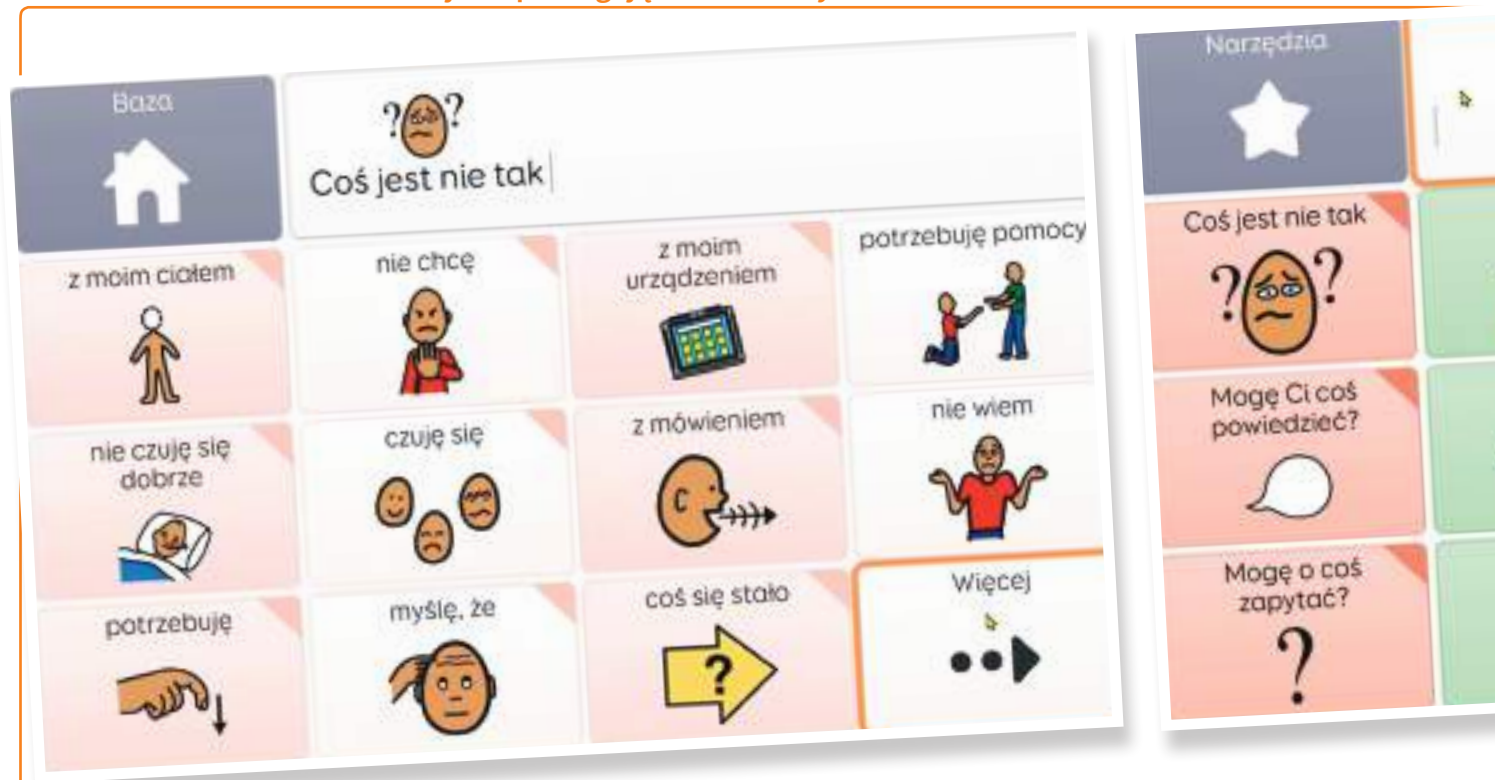 Baza
? ?
Coś jest nie tak
z moim ciałem
nie chcę
z moim
urządzeniem
potrzebuję pomocy
nie czuję się
dobrze
czuję się
z mówieniem
nie wiem
potrzebuję
myślę, że
coś się stało
?
Więcej
Narzędzia
Coś jest nie tak
? ?
Mogę Ci coś
powiedzieć?
Mogę o coś
zapytać?
?